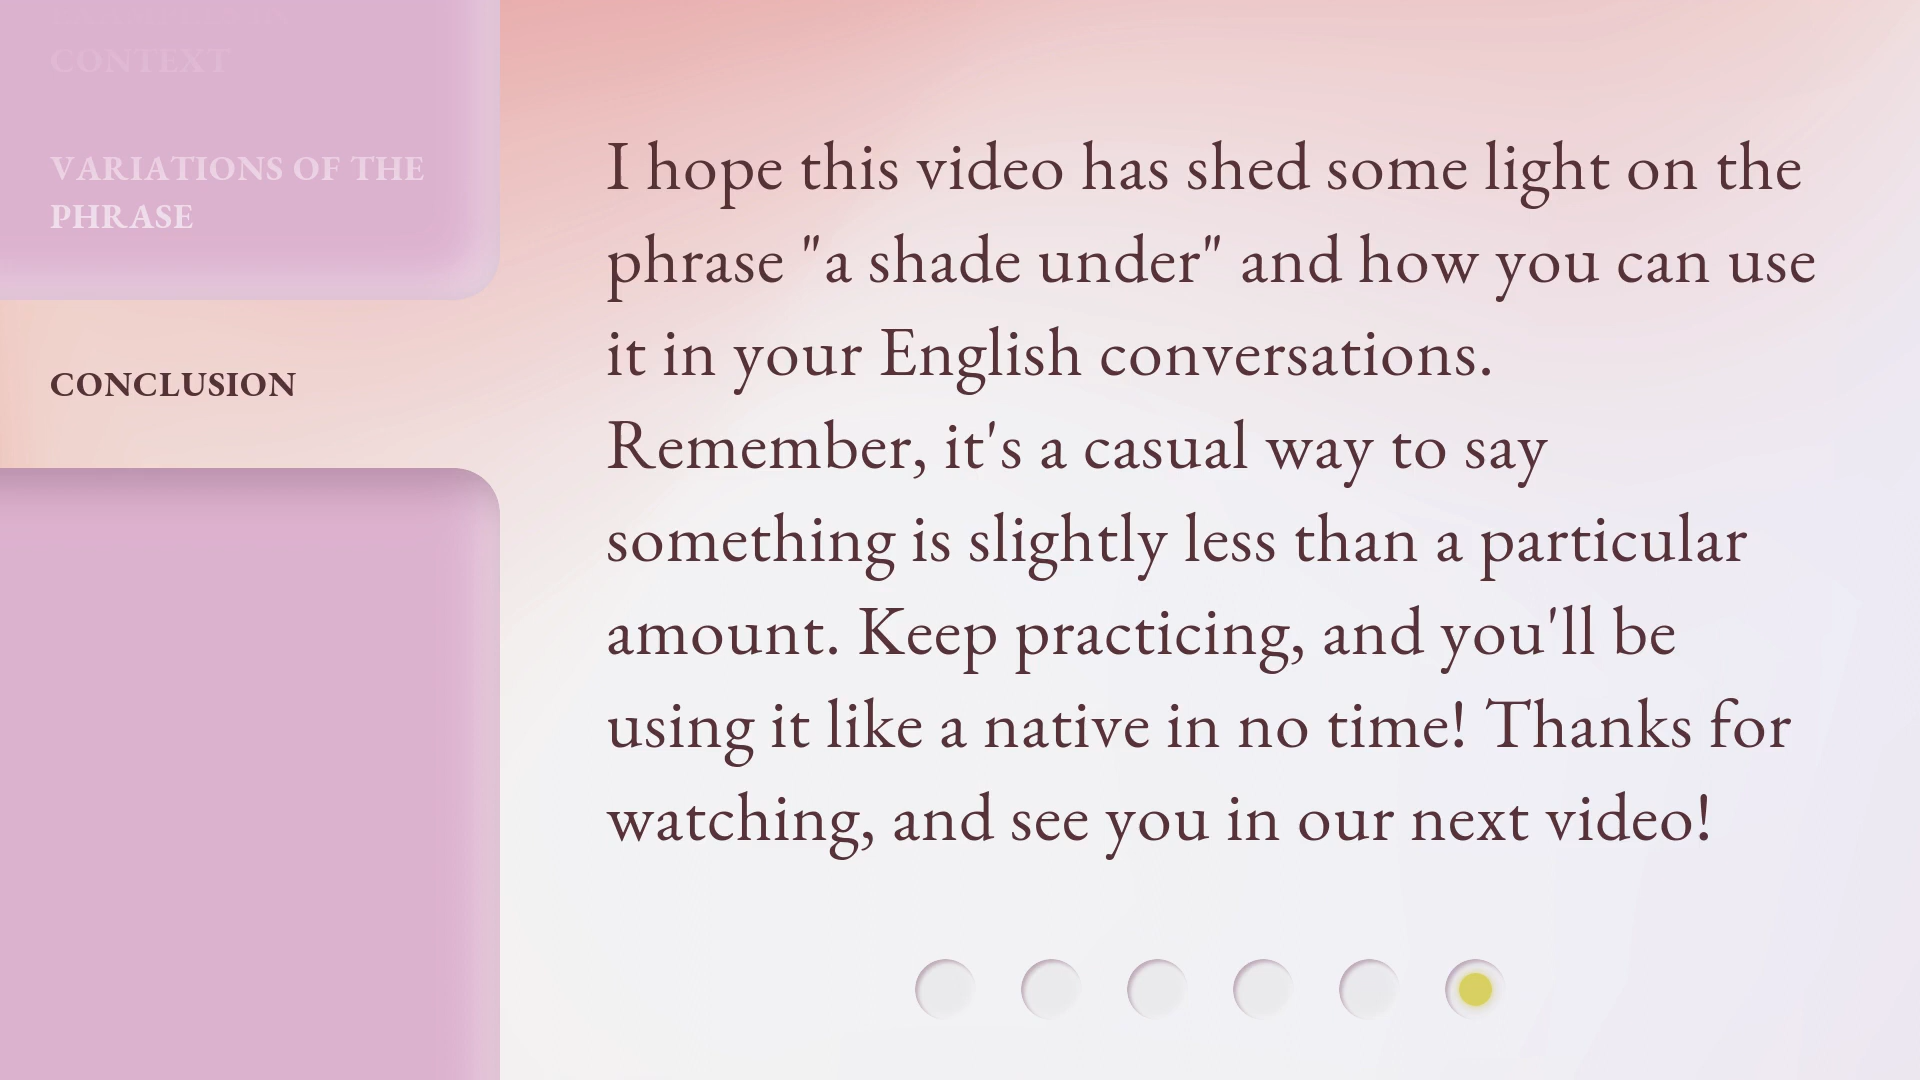 CONTEXT
VARIATIONS OF THE
PHRASE
CONCLUSION
I hope this video has shed some light on the
phrase "a shade under" and how you can use
it in your English conversations.
Remember, it's a casual way to say
something is slightly less than a particular
amount. Keep practicing, and you'll be
using it like a native in no time! Thanks for
watching, and see you in our next video!